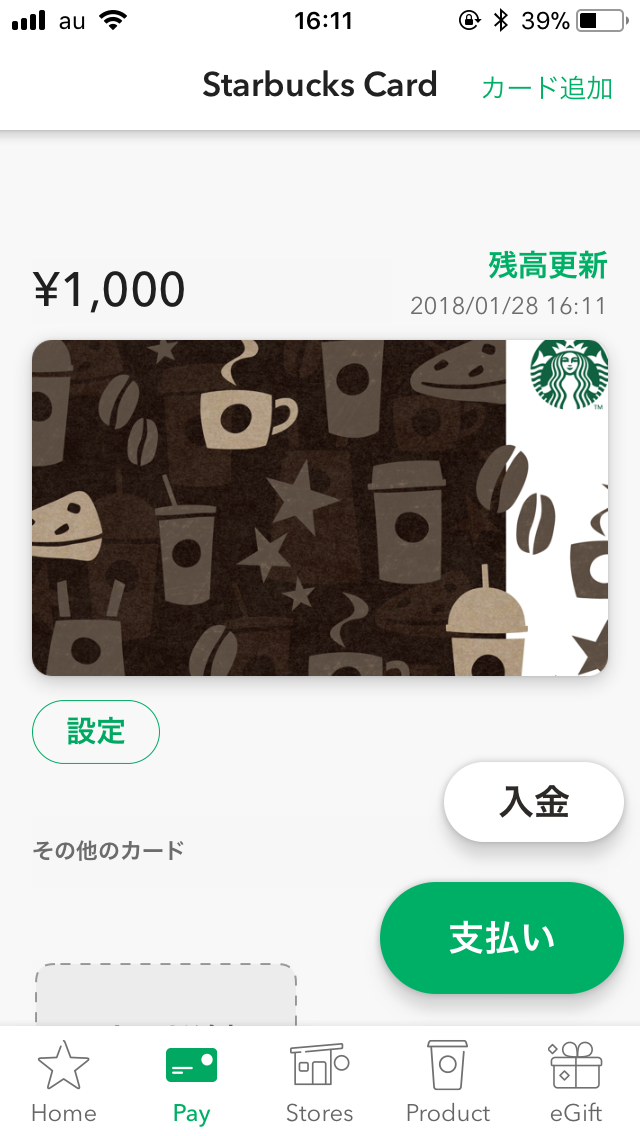 au 16:11 39%
Starbucks Card カード追加
残高更新
¥1,000
2018/01/28 16:11
TM
設定
入金
その他のカード
支払い
Home Pay Stores Product eGift